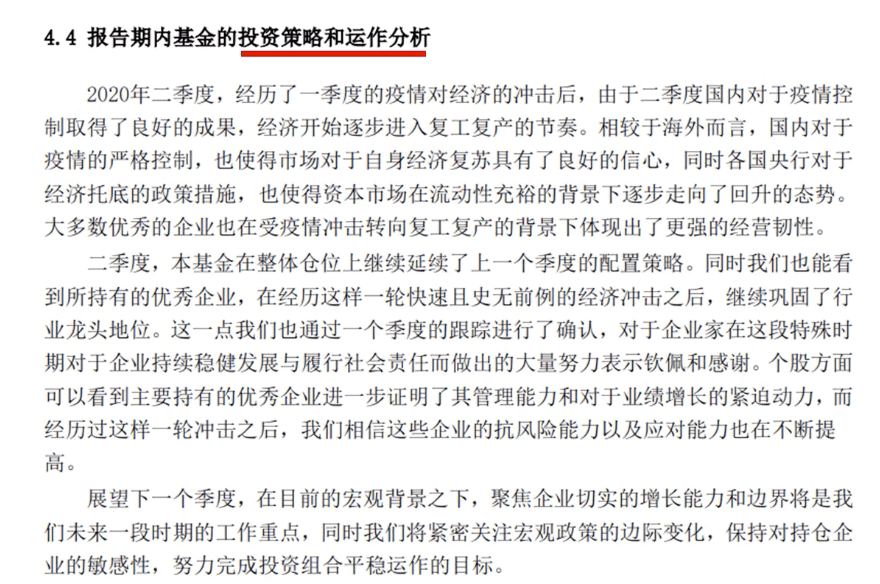 4.4 报告期内基金的投资策略和运作分析
2020年二季度，经历了一季度的疫情对经济的冲击后，由于二季度国内对于疫情控
制取得了良好的成果，经济开始逐步进入复工复产的节奏。相较于海外而言，国内对于
疫情的严格控制，也使得市场对于自身经济复苏具有了良好的信心，同时各国央行对于
经济托底的政策措施，也使得资本市场在流动性充裕的背景下逐步走向了回升的态势。
大多数优秀的企业也在受疫情冲击转向复工复产的背景下体现出了更强的经营韧性。
二季度，本基金在整体仓位上继续延续了上一个季度的配置策略。同时我们也能看
到所持有的优秀企业，在经历这样一轮快速且史无前例的经济冲击之后，继续巩固了行
业龙头地位。这一点我们也通过一个季度的跟踪进行了确认，对于企业家在这段特殊时
期对于企业持续稳健发展与履行社会责任而做出的大量努力表示钦佩和感谢。个股方面
可以看到主要持有的优秀企业进一步证明了其管理能力和对于业绩增长的紧迫动力，而
经历过这样一轮冲击之后，我们相信这些企业的抗风险能力以及应对能力也在不断提
高。
展望下一个季度，在目前的宏观背景之下，聚焦企业切实的增长能力和边界将是我
们未来一段时期的工作重点，同时我们将紧密关注宏观政策的边际变化，保持对持仓企
业的敏感性，努力完成投资组合平稳运作的目标。